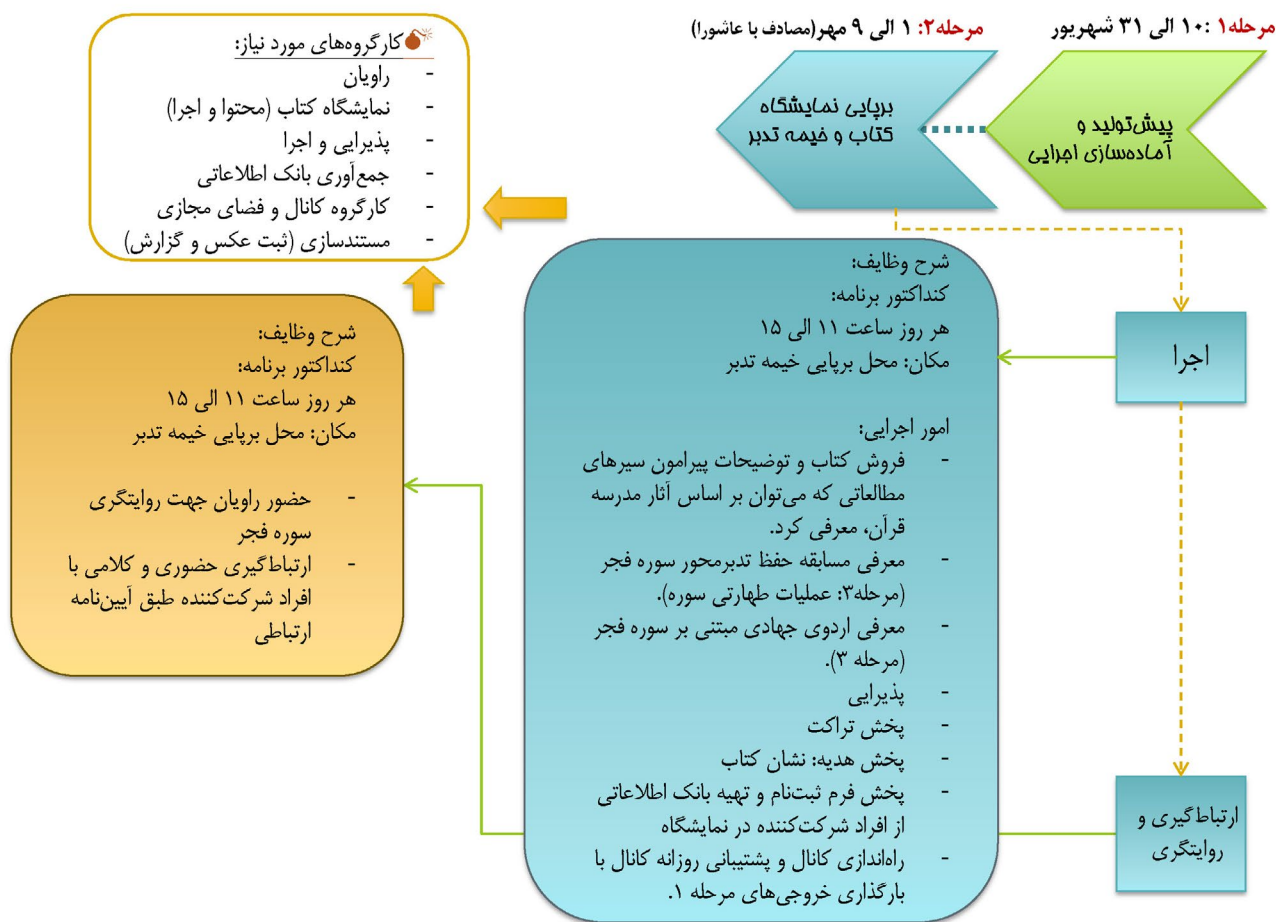 مرحله۱ :۱۰ الی ۳۱ شهریور
پیش‌تولید و
آماده‌سازی اجرایی
مرحله۲: ۱ الی ۹ مهر(مصادف با عاشورا)
برپایی نمایشگاه
کتاب و خیمه تدبر
کارگروه‌های مورد نیاز:
- راویان
- نمایشگاه کتاب (محتوا و اجرا)
- پذیرایی و اجرا
- جمع‌آوری بانک اطلاعاتی
- کارگروه کانال و فضای مجازی
- مستندسازی (ثبت عکس و گزارش)
اجرا
شرح وظایف:
کنداکتور برنامه:
هر روز ساعت ۱۱ الی ۱۵
مکان: محل برپایی خیمه تدبر
امور اجرایی:
- فروش کتاب و توضیحات پیرامون سیرهای
مطالعاتی که می‌توان بر اساس آثار مدرسه
قرآن، معرفی کرد.
- معرفی مسابقه حفظ تدبرمحور سوره فجر
(مرحله۳: عملیات طهارتی سوره).
- معرفی اردوی جهادی مبتنی بر سوره فجر
(مرحله ۳).
- پذیرایی
- پخش تراکت
- پخش هدیه: نشان کتاب
- پخش فرم ثبت‌نام و تهیه بانک اطلاعاتی
از افراد شرکت‌کننده در نمایشگاه
- راه‌اندازی کانال و پشتیبانی روزانه کانال با
بارگذاری خروجی‌های مرحله ۱.
ارتباط‌گیری و
روایتگری
شرح وظایف:
کنداکتور برنامه:
هر روز ساعت ۱۱ الی ۱۵
مکان: محل برپایی خیمه تدبر
- حضور راویان جهت روایتگری
سوره فجر
- ارتباط‌گیری حضوری و کلامی با
افراد شرکت‌کننده طبق آیین‌نامه
ارتباطی